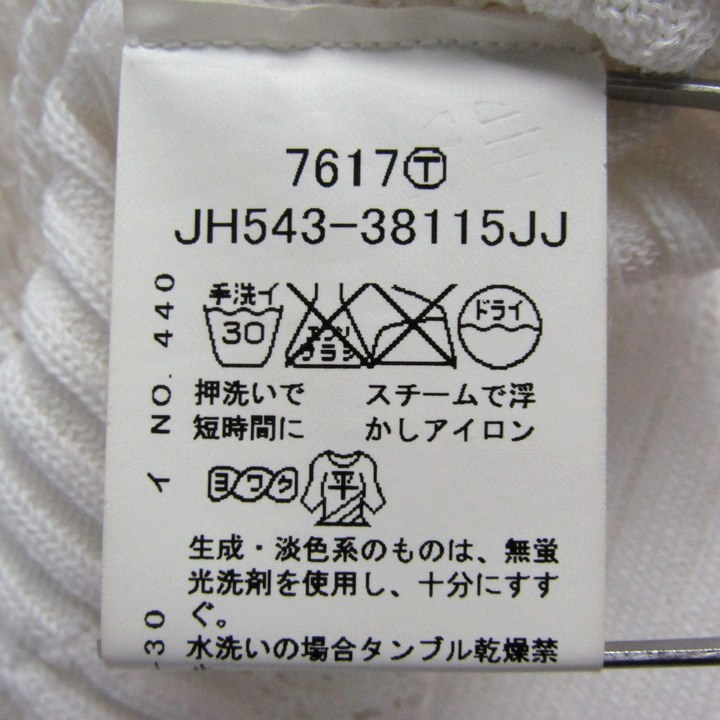 7617Ⓣ
JH543-38115JJ
手洗イ
30
エンソ
ブラシ
ドライ
押洗いで
短時間に
スチームで浮
かしアイロン
ヨワク
平
生成・淡色系のものは、無蛍
光洗剤を使用し、十分にすす
ぐ。
水洗いの場合タンブル乾燥禁
イ NO. 440
-30